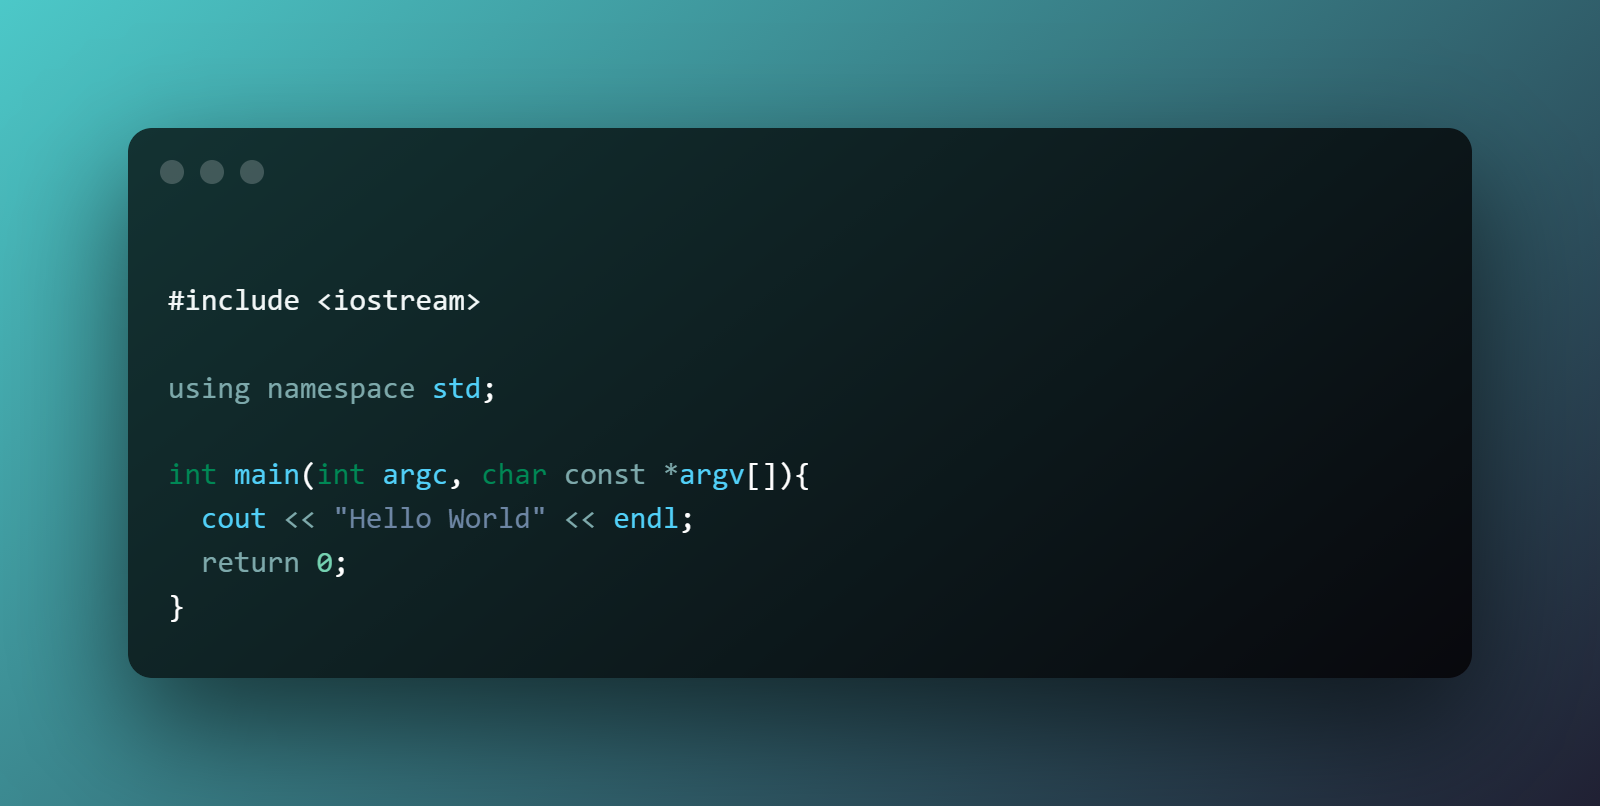 #include <iostream>
using namespace std;
int main(int argc, char const *argv[]){
  cout << "Hello World" << endl;
  return 0;
}